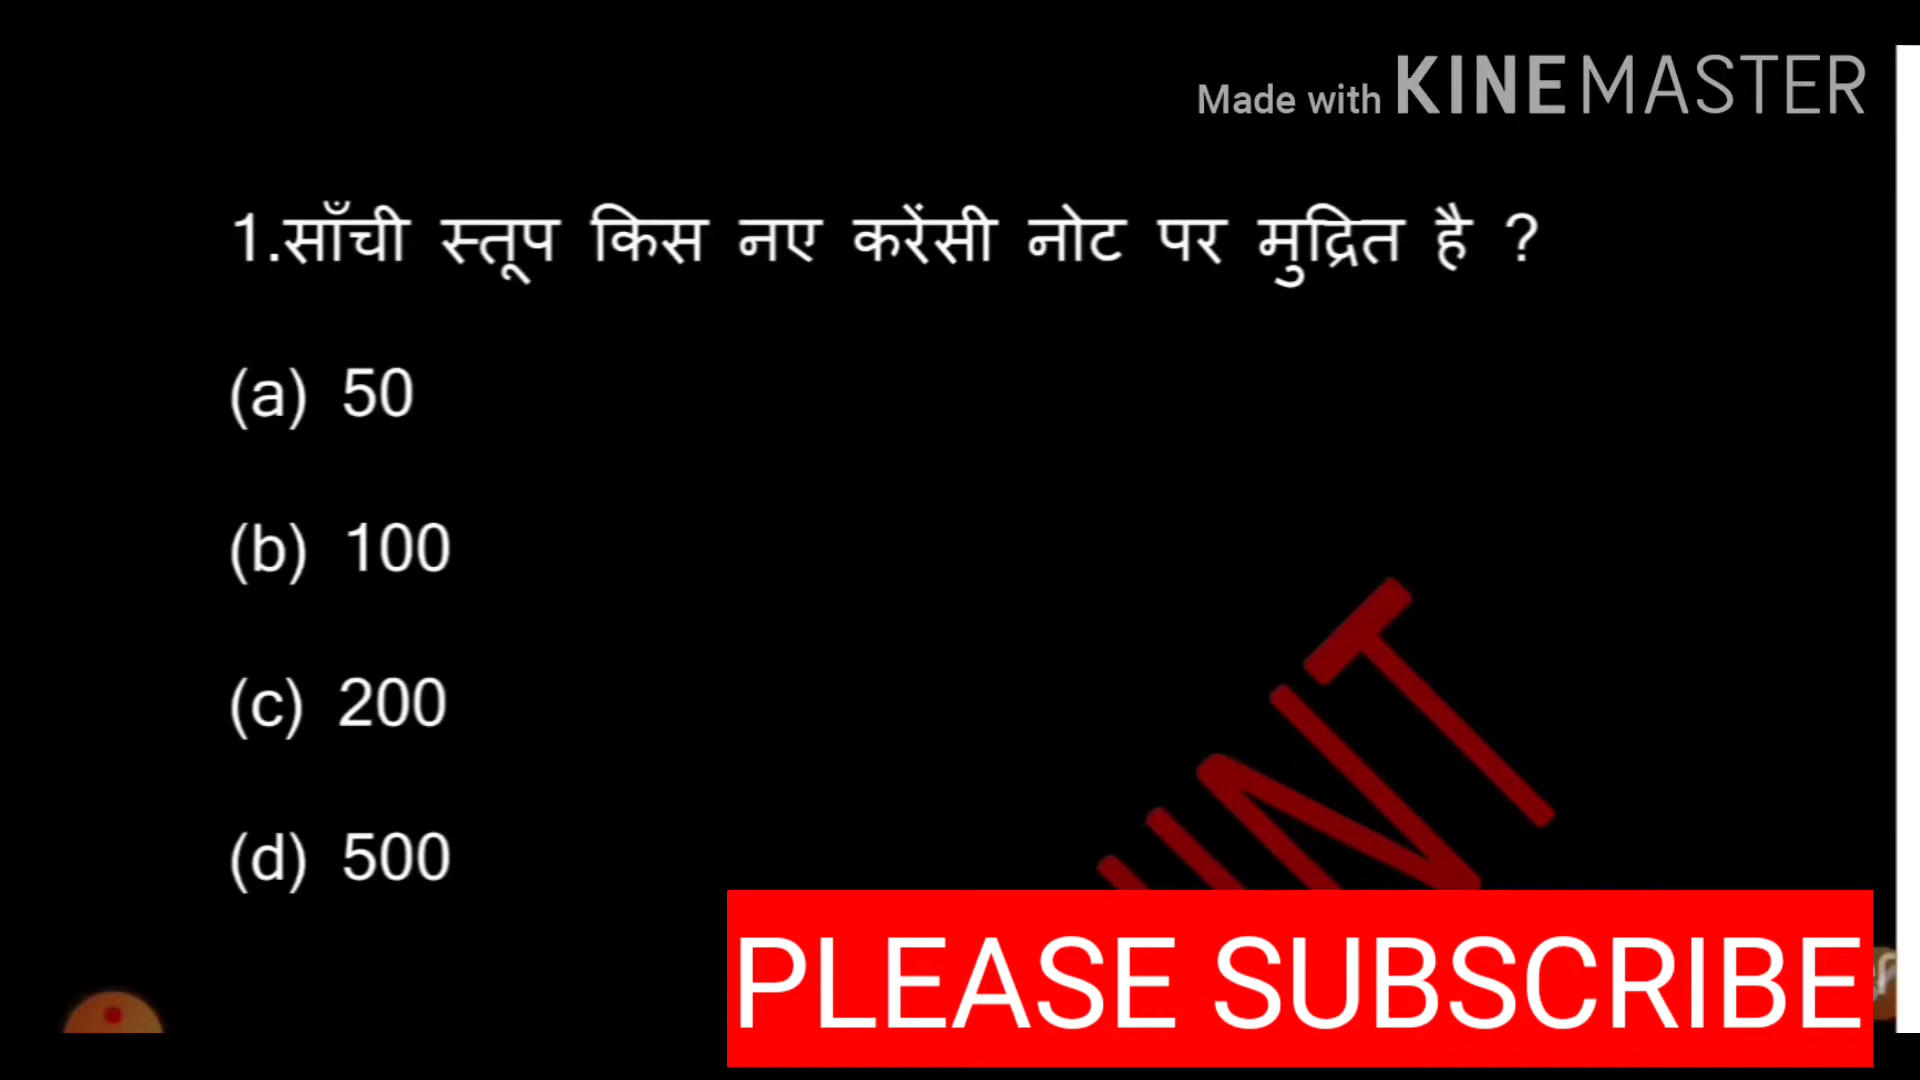 Made with KINEMASTER
1.साँची स्तूप किस नए करेंसी नोट पर मुद्रित है ?
(a) 50
(b) 100
(c) 200
(d) 500
PLEASE SUBSCRIBE